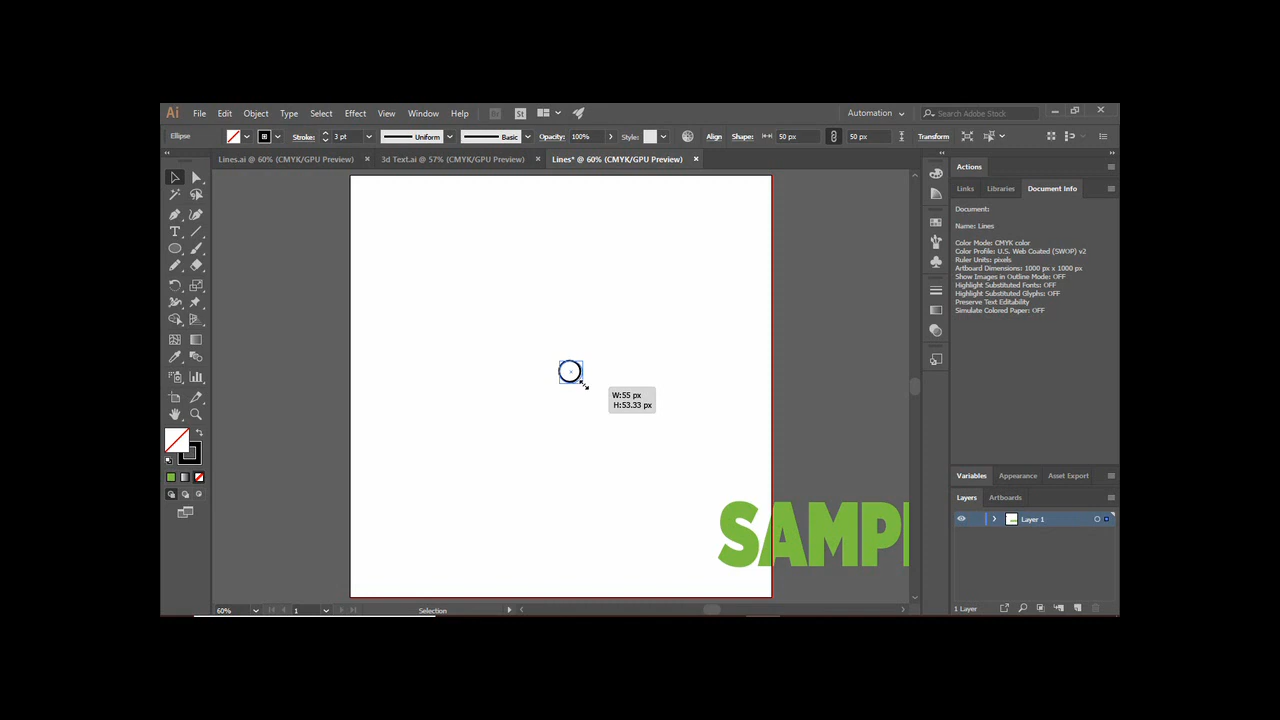 Ai File Edit Object Type Select Effect View Window Help Br St Automation Search Adobe Stock
Ellipse Stroke: 3 pt Uniform Basic Opacity: 100% Style: Align Shape: 50 px 50 px Transform
Lines.ai @ 60% (CMYK/GPU Preview) × 3d Text.ai @ 57% (CMYK/GPU Preview) × Lines* @ 60% (CMYK/GPU Preview) ×
Actions
Links Libraries Document Info
Document:
Name: Lines
Color Mode: CMYK color
Color Profile: U.S. Web Coated (SWOP) v2
Ruler Units: pixels
Artboard Dimensions: 1000 px x 1000 px
Show Images in Outline Mode: OFF
Highlight Substituted Fonts: OFF
Highlight Substituted Glyphs: OFF
Preserve Text Editability
Simulate Colored Paper: OFF
W:55 px
H:53.33 px
SAMPL
Variables Appearance Asset Export
Layers Artboards
Layer 1
60% 1 Selection
1 Layer